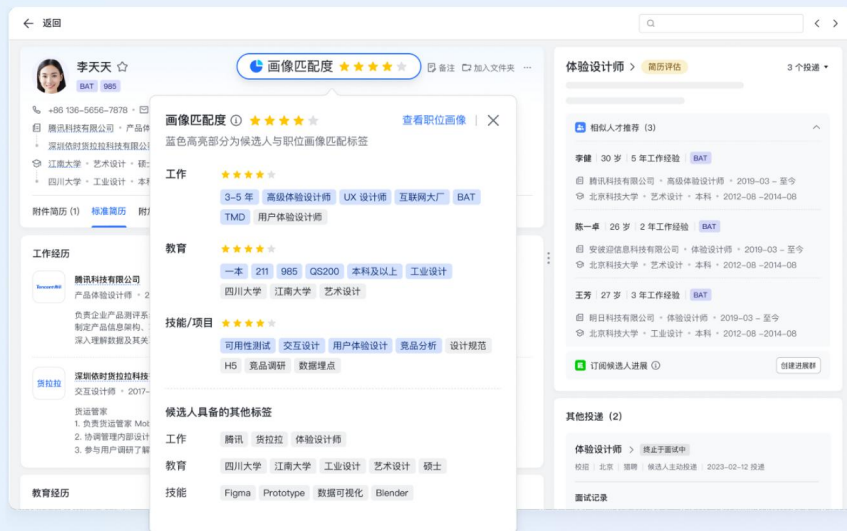 返回
李天天
BAT 985
画像匹配度
备注 加入文件夹
+86 136-5656-7878
腾讯科技有限公司 · 产品体
深圳依时货拉拉科技有限公
江南大学 · 艺术设计 · 硕
四川大学 · 工业设计 · 本
附件简历 (1) 标准简历 附
工作经历
腾讯科技有限公司
产品体验设计师 · 2
负责企业产品测评系
制定产品信息架构、
深入理解数据及其关
货拉拉
深圳依时货拉拉科技
交互设计师 · 2017-
货运管家
1. 负责货运管家 Mob
2. 协调管理内部设计
3. 参与用户调研了解
教育经历
画像匹配度 查看职位画像
蓝色高亮部分为候选人与职位画像匹配标签
工作
3-5 年 高级体验设计师 UX 设计师 互联网大厂 BAT
TMD 用户体验设计师
教育
一本 211 985 QS200 本科及以上 工业设计
四川大学 江南大学 艺术设计
技能/项目
可用性测试 交互设计 用户体验设计 竞品分析 设计规范
H5 竞品调研 数据埋点
候选人具备的其他标签
工作 腾讯 货拉拉 体验设计师
教育 四川大学 江南大学 工业设计 艺术设计 硕士
技能 Figma Prototype 数据可视化 Blender
体验设计师 简历评估 3 个投递
相似人才推荐 (3)
李健 30 岁 5 年工作经验 BAT
腾讯科技有限公司 · 高级体验设计师 · 2019-03 - 至今
北京科技大学 · 艺术设计 · 本科 · 2012-08 -2014-08
陈一卓 26 岁 2 年工作经验 BAT
安彼迎信息科技有限公司 · 体验设计师 · 2019-03 - 至今
北京科技大学 · 艺术设计 · 本科 · 2012-08 -2014-08
王芳 27 岁 3 年工作经验 BAT
明日科技有限公司 · 体验设计师 · 2019-03 - 至今
北京科技大学 · 工业设计 · 本科 · 2012-08 -2014-08
订阅候选人进展 创建进展群
其他投递（2）
体验设计师 终止于面试中
校招 北京 猎聘 候选人主动投递 2023-02-12 投递
面试记录